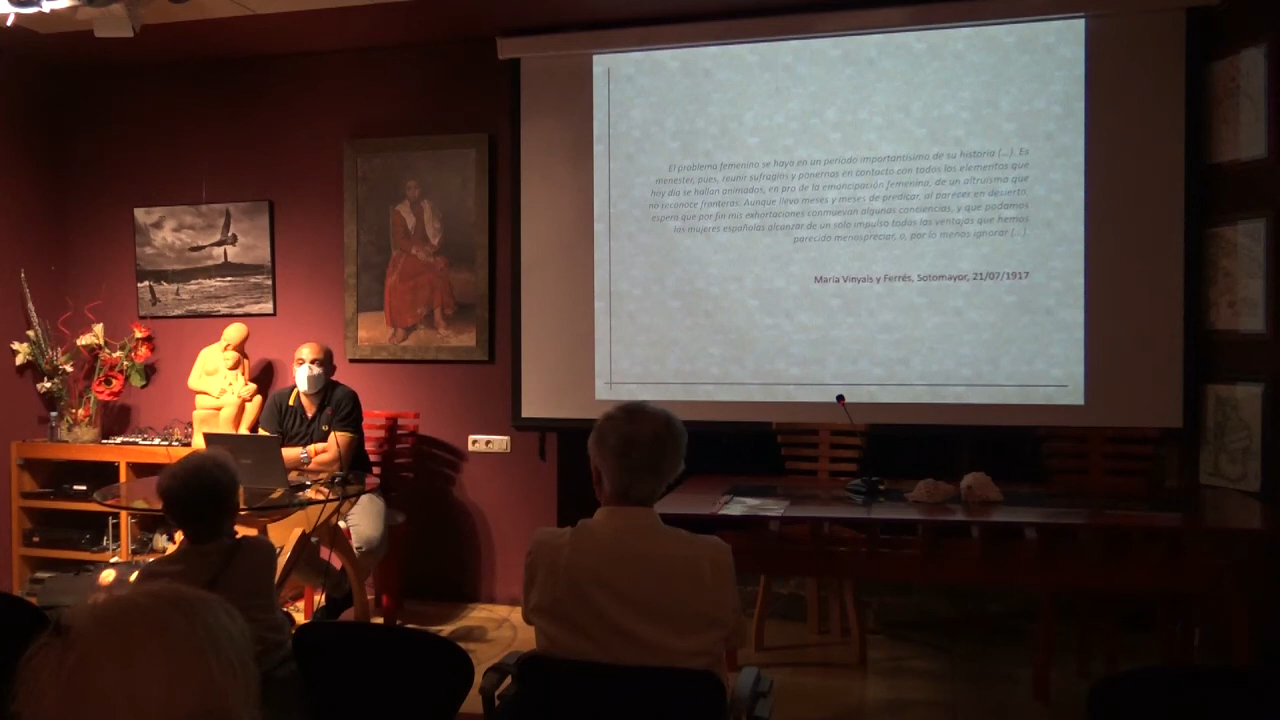 El problema femenino se haya en un período importantísimo de su historia (...). Es
menester, pues, reunir sufragios y ponernos en contacto con todos los elementos que
hoy día se hallan animados, en pro de la emancipación femenina, de un altruismo que
no reconoce fronteras. Aunque llevo meses y meses de predicar, al parecer en desierto,
espero que por fin mis exhortaciones conmuevan algunas conciencias, y que podamos
las mujeres españolas alcanzar de un solo impulso todas las ventajas que hemos
parecido menospreciar, o, por lo menos ignorar (...).
María Vinyals y Ferrés, Sotomayor, 21/07/1917